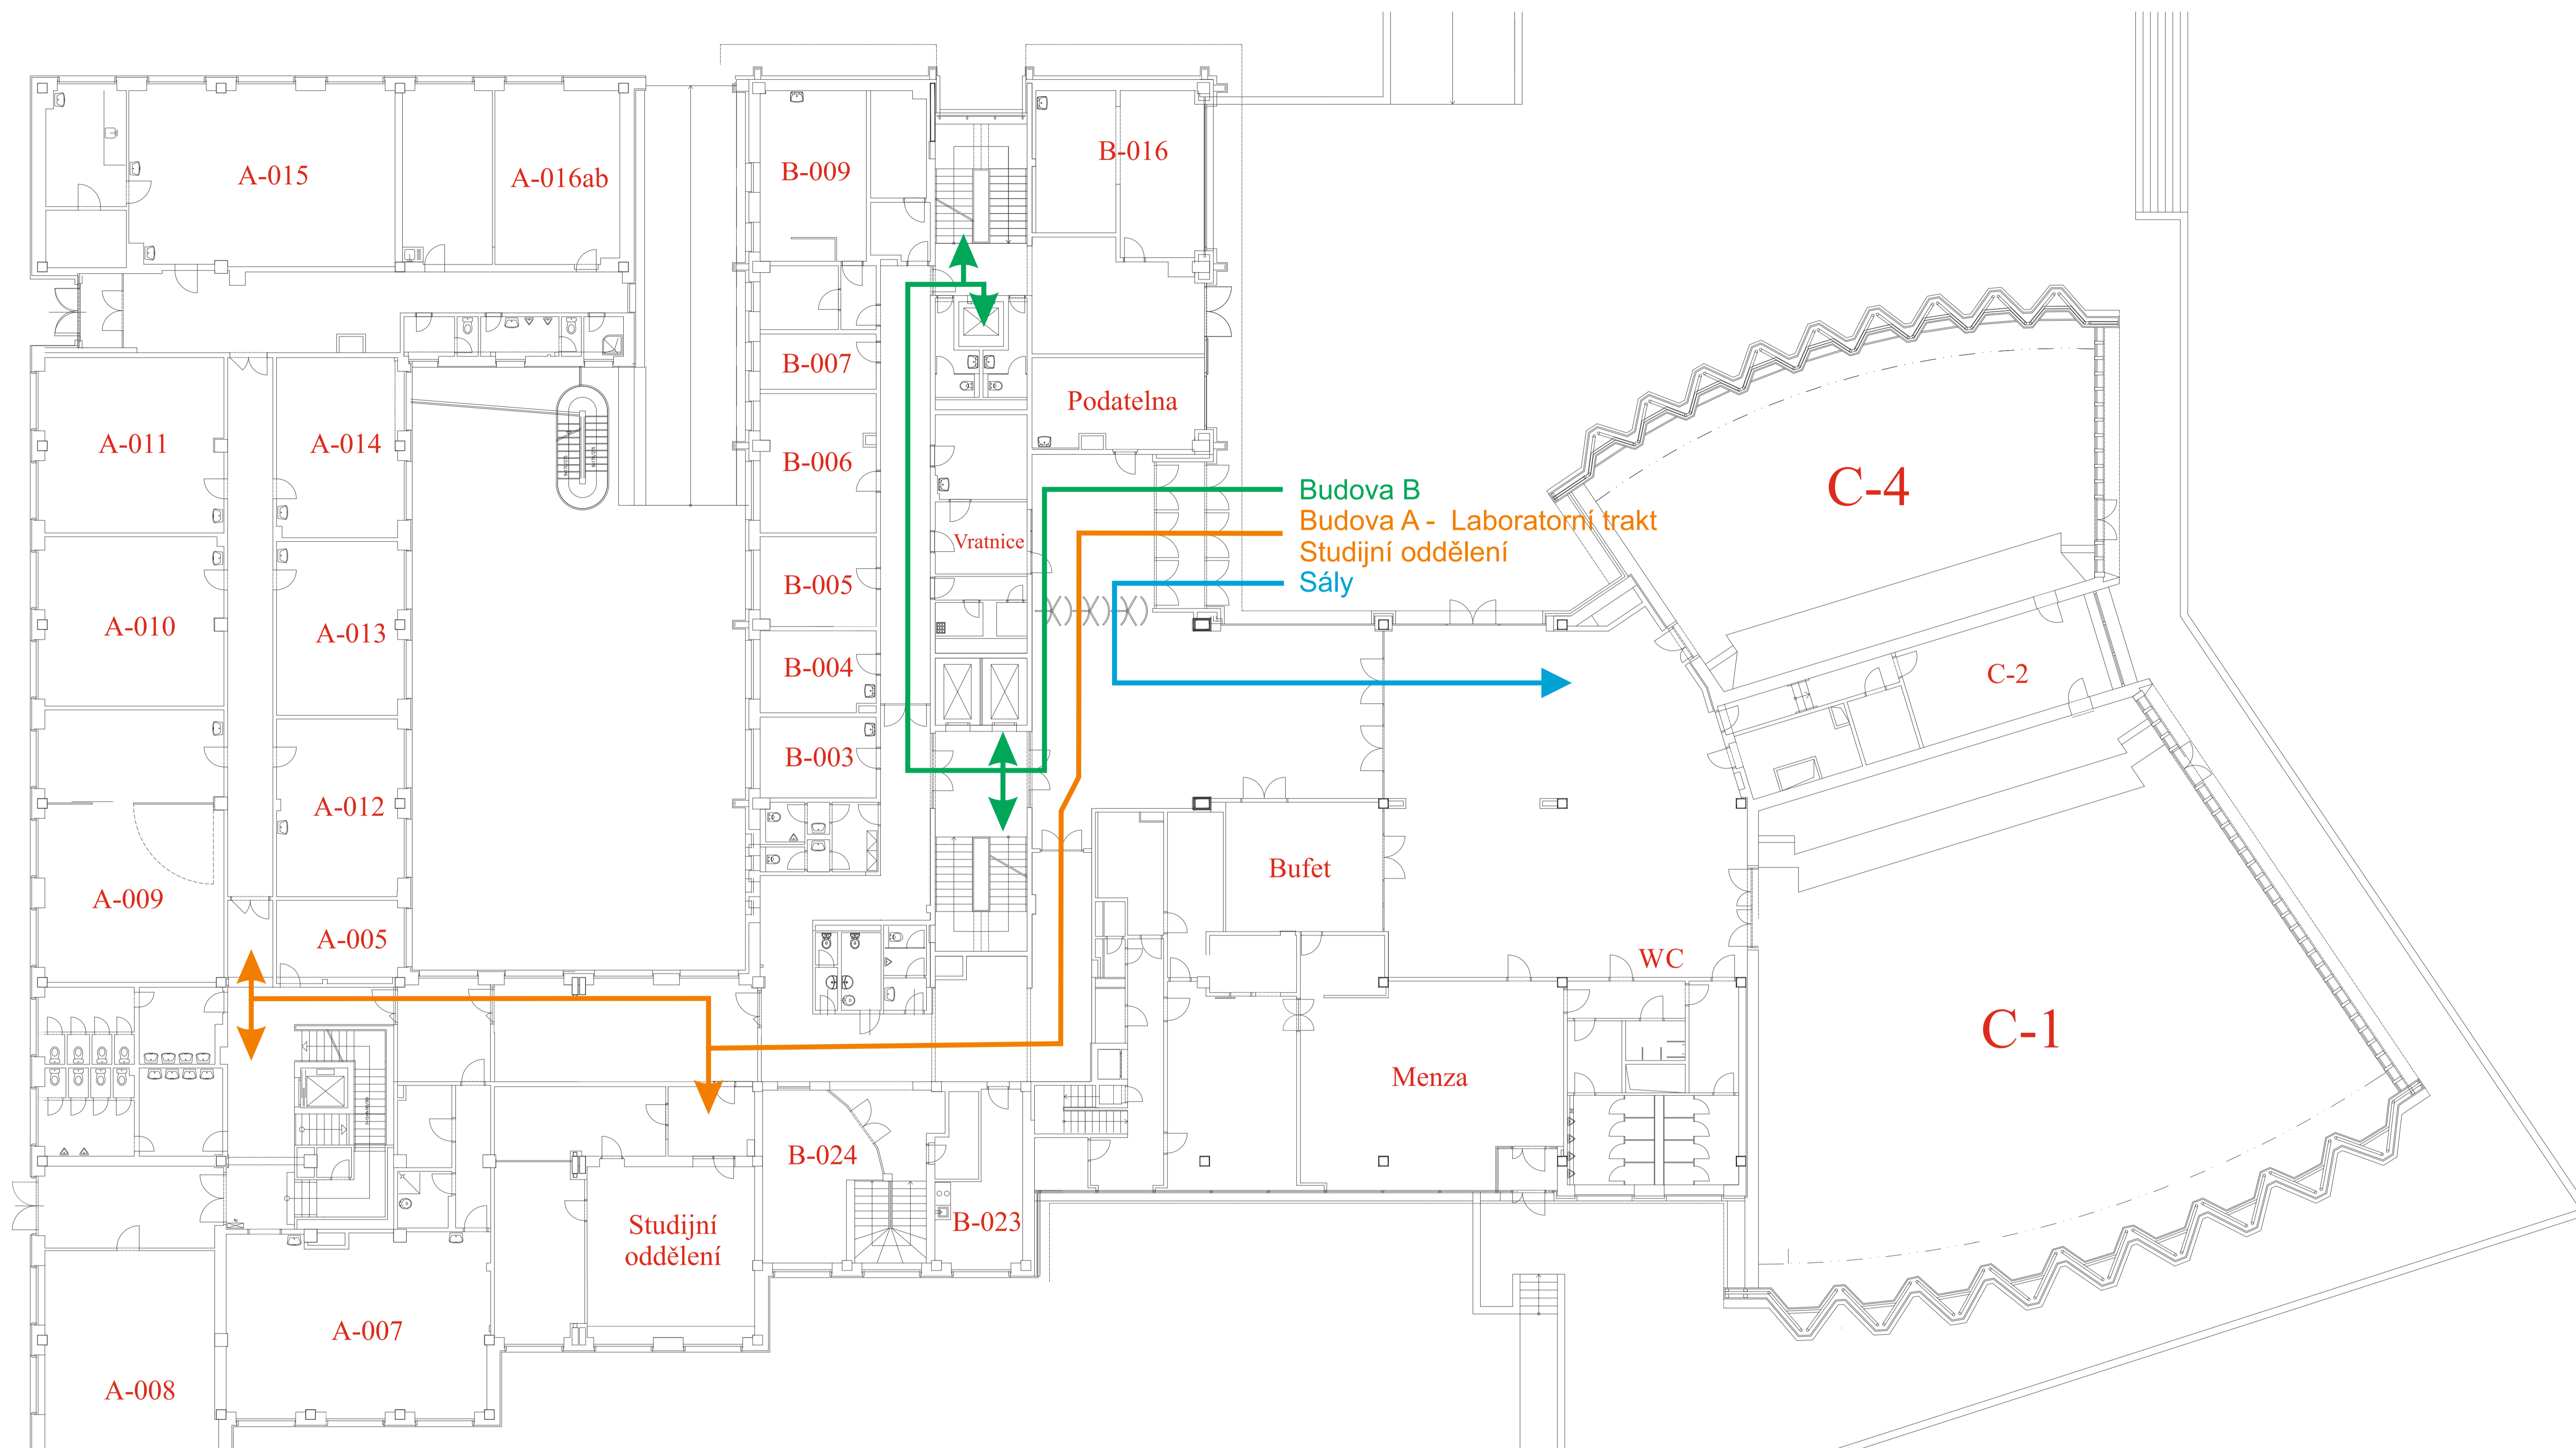 A-015
A-016ab
B-009
B-016
B-007
Podatelna
A-011
A-014
B-006
C-4
Budova B
Budova A - Laboratorní trakt
Studijní oddělení
Sály
Vratnice
B-005
A-010
A-013
B-004
C-2
B-003
A-012
Bufet
A-009
A-005
WC
C-1
Menza
B-024
Studijní
oddělení
B-023
A-007
A-008